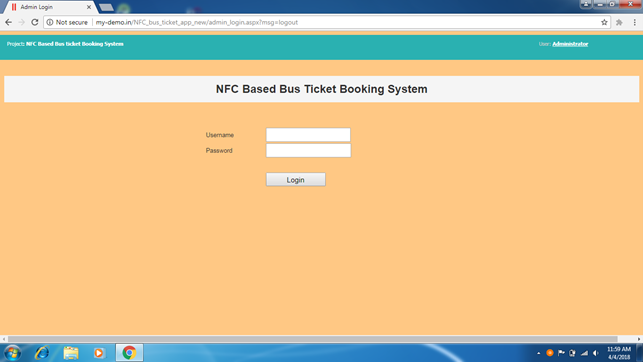 Admin Login
Not secure | my-demo.in/NFC_bus_ticket_app_new/admin_login.aspx?msg=logout
Project: NFC Based Bus ticket Booking System
User: Administrator
NFC Based Bus Ticket Booking System
Username
Password
Login
11:59 AM
4/4/2018